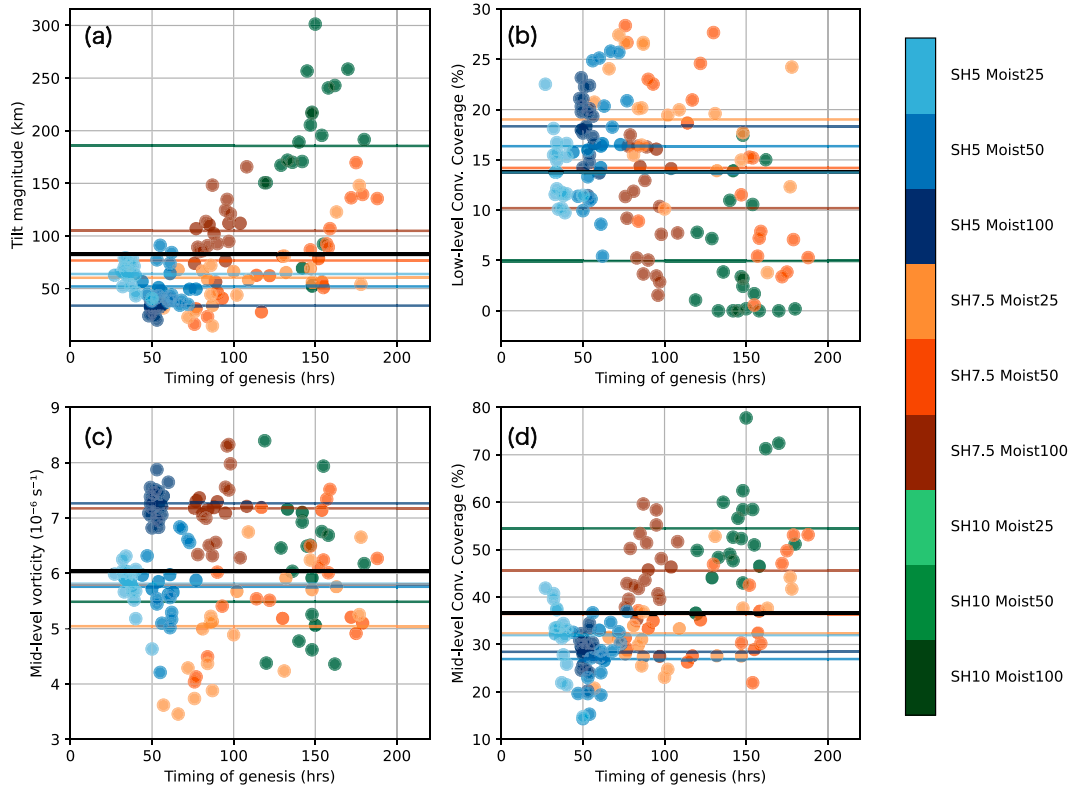 (a)
Tilt magnitude (km)
300
250
200
150
100
50
0
50
100
150
200
Timing of genesis (hrs)
(b)
Low-level Conv. Coverage (%)
30
25
20
15
10
5
0
0
50
100
150
200
Timing of genesis (hrs)
(c)
Mid-level vorticity (10⁻⁶ s⁻¹)
9
8
7
6
5
4
3
0
50
100
150
200
Timing of genesis (hrs)
(d)
Mid-level Conv. Coverage (%)
80
70
60
50
40
30
20
10
0
50
100
150
200
Timing of genesis (hrs)
SH5 Moist25
SH5 Moist50
SH5 Moist100
SH7.5 Moist25
SH7.5 Moist50
SH7.5 Moist100
SH10 Moist25
SH10 Moist50
SH10 Moist100